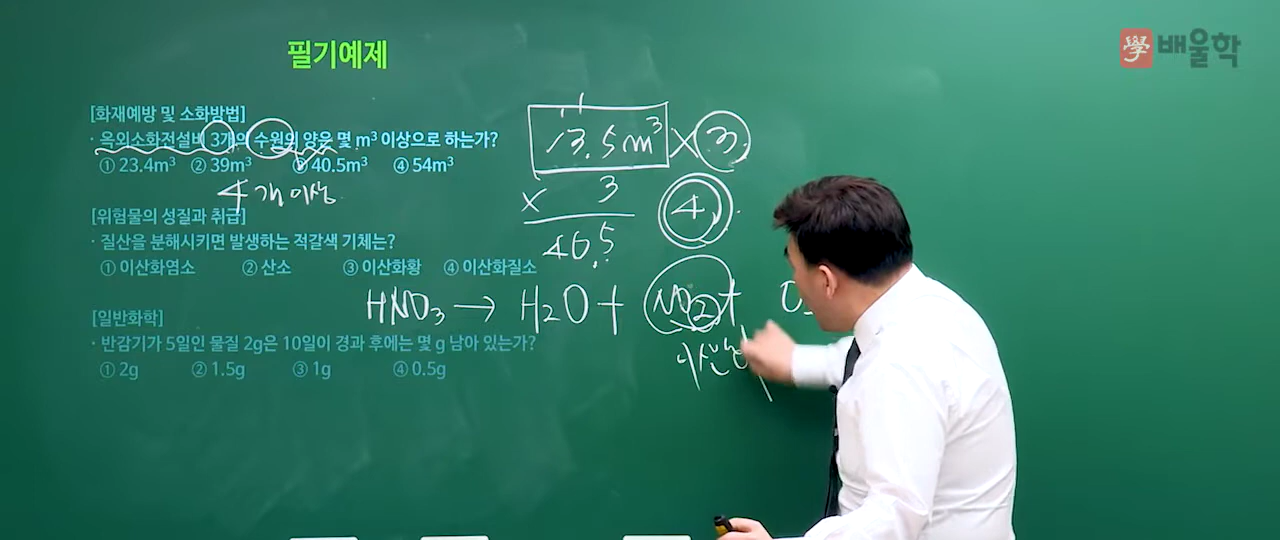 필기예제
學 배울학
[화재예방 및 소화방법]
· 옥외소화전설비 3개의 수원의 양은 몇 m³ 이상으로 하는가?
① 23.4m³ ② 39m³ ③ 40.5m³ ④ 54m³
4개 이상
13.5m³ × 3
× 3
4
40.5
[위험물의 성질과 취급]
· 질산을 분해시키면 발생하는 적갈색 기체는?
① 이산화염소 ② 산소 ③ 이산화황 ④ 이산화질소
HNO₃ → H₂O + NO₂ + O₂
[일반화학]
· 반감기가 5일인 물질 2g은 10일이 경과 후에는 몇 g 남아 있는가?
① 2g ② 1.5g ③ 1g ④ 0.5g